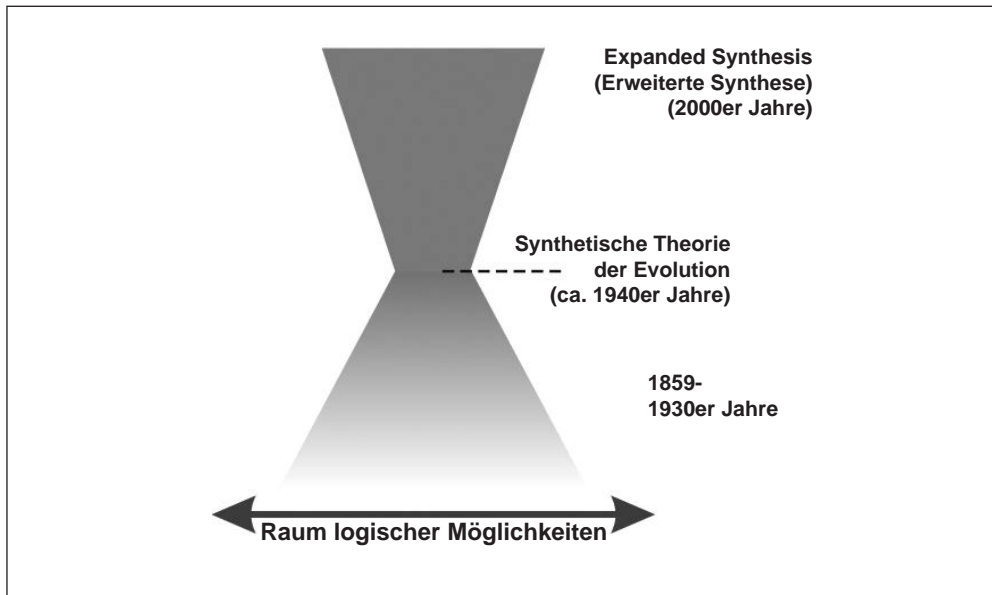 Expanded Synthesis
(Erweiterte Synthese)
(2000er Jahre)
Synthetische Theorie
der Evolution
(ca. 1940er Jahre)
1859-
1930er Jahre
Raum logischer Möglichkeiten